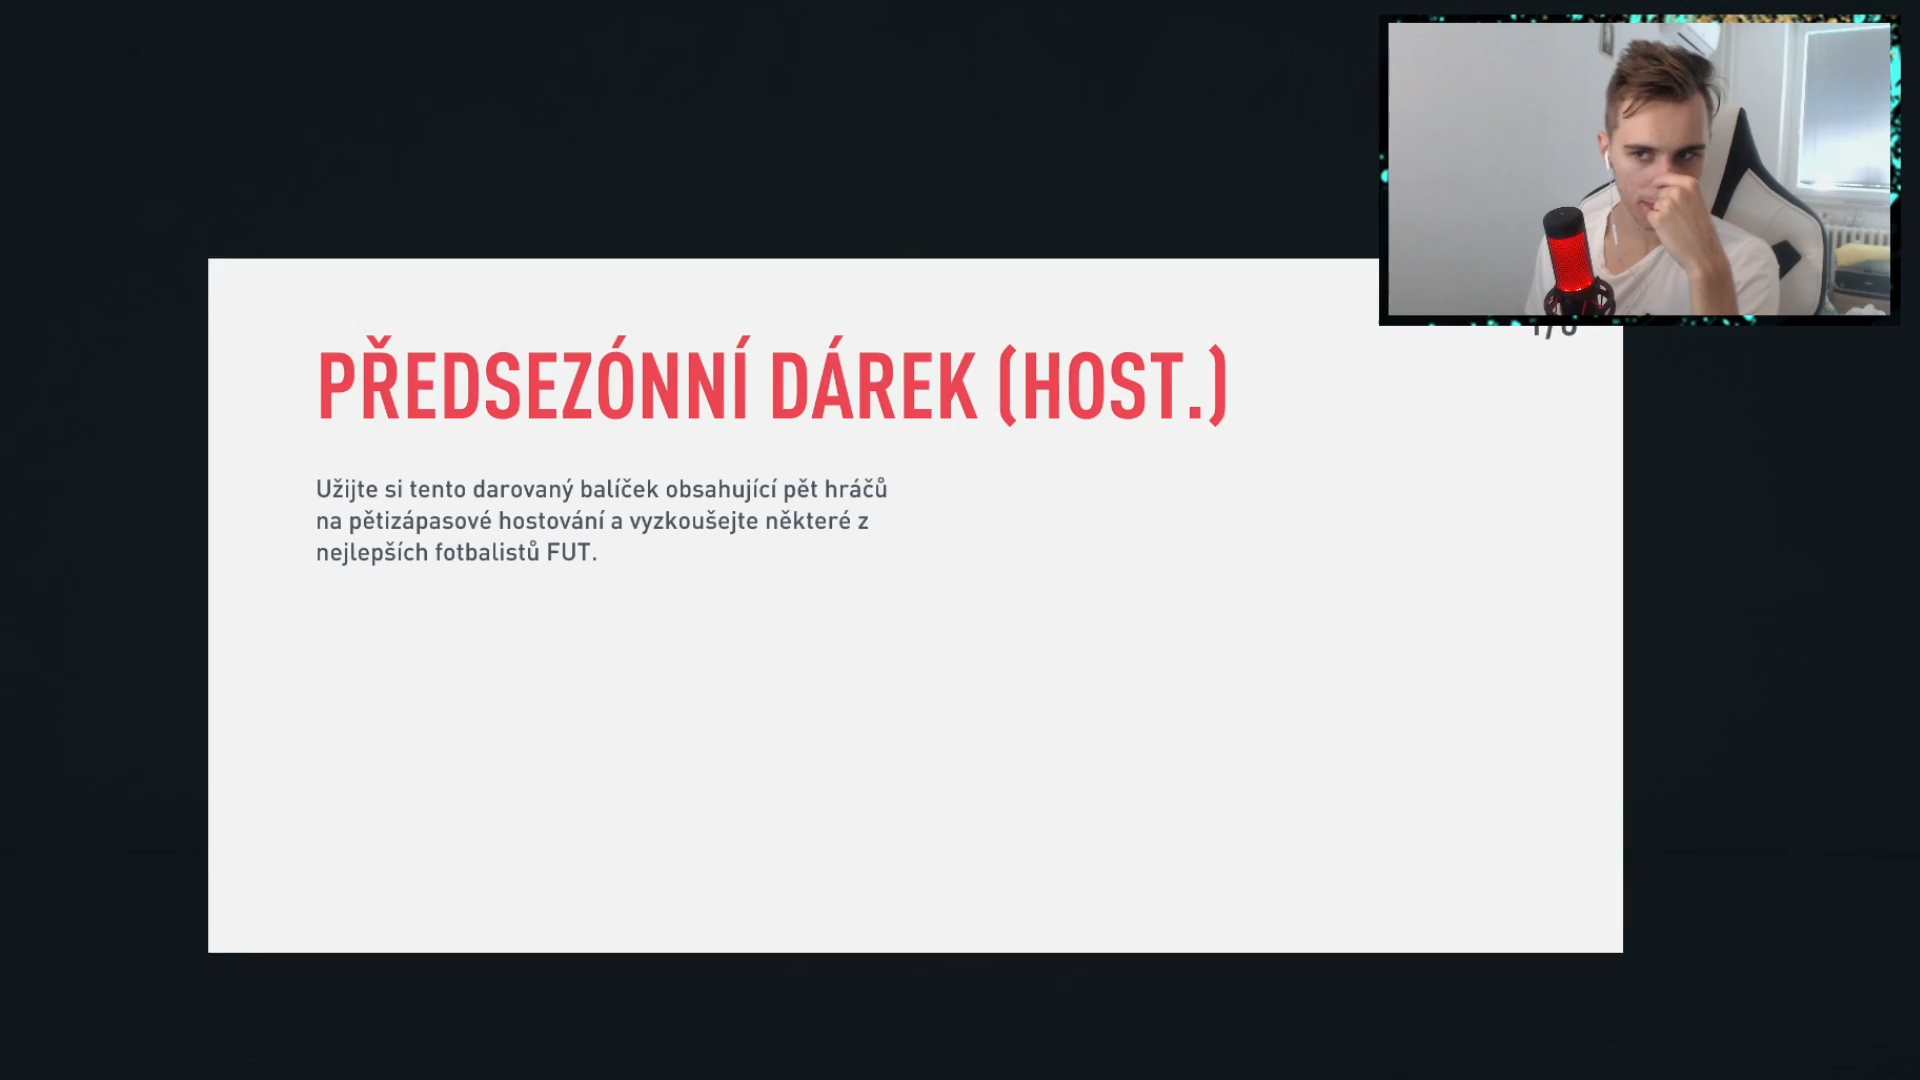 PŘEDSEZÓNNÍ DÁREK (HOST.)
Užijte si tento darovaný balíček obsahující pět hráčů
na pětizápasové hostování a vyzkoušejte některé z
nejlepších fotbalistů FUT.